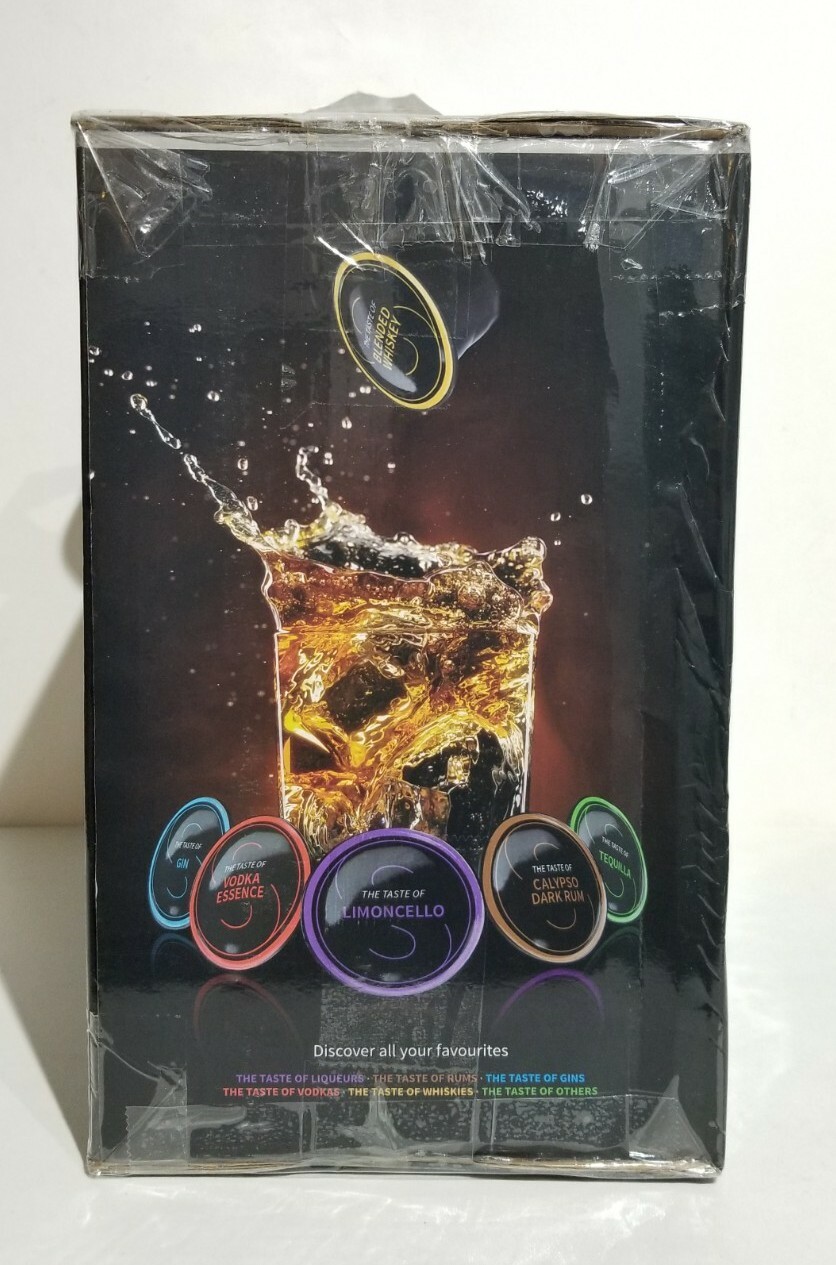 THE TASTE OF
BLENDED
WHISKEY
THE TASTE OF
GIN
THE TASTE OF
VODKA
ESSENCE
THE TASTE OF
LIMONCELLO
THE TASTE OF
CALYPSO
DARK RUM
THE TASTE OF
TEQUILLA
Discover all your favourites
THE TASTE OF LIQUEURS · THE TASTE OF RUMS · THE TASTE OF GINS
THE TASTE OF VODKAS · THE TASTE OF WHISKIES · THE TASTE OF OTHERS